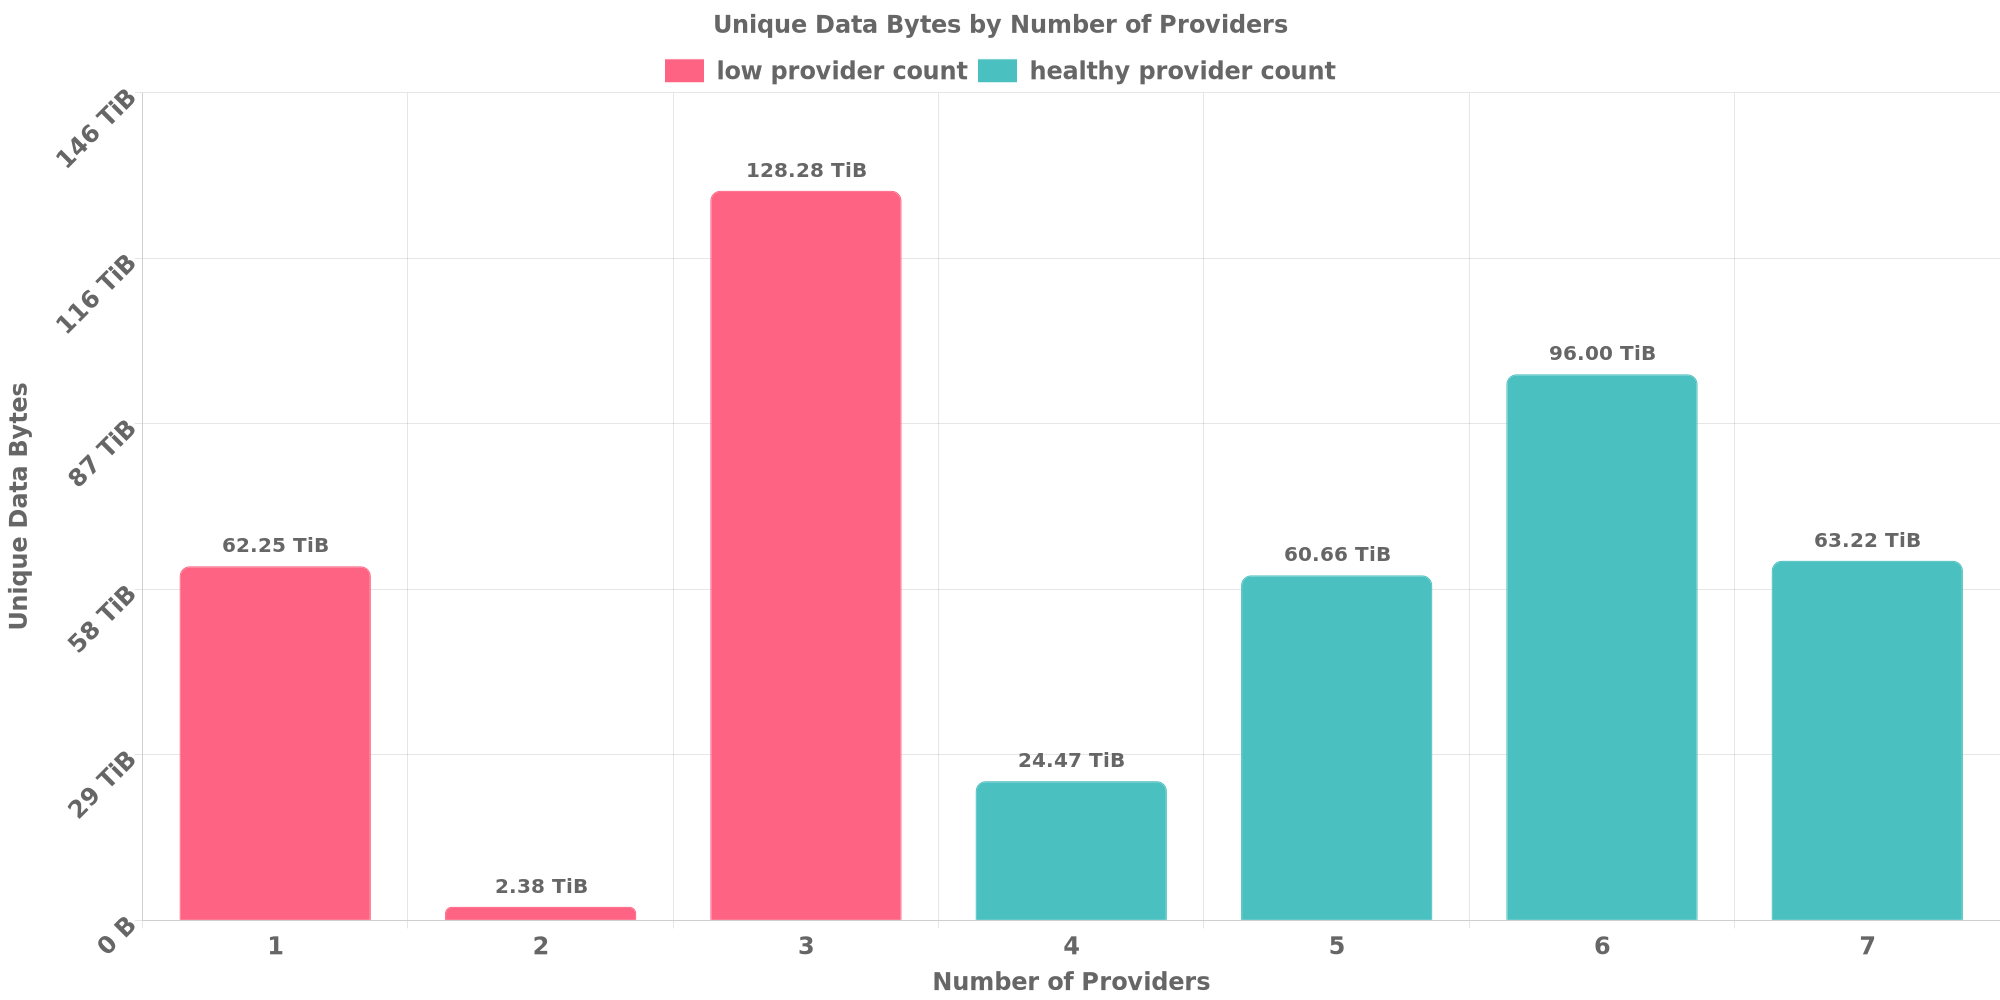 Unique Data Bytes by Number of Providers
low provider count healthy provider count
146 TiB
116 TiB
87 TiB
58 TiB
29 TiB
0 B
Unique Data Bytes
62.25 TiB
2.38 TiB
128.28 TiB
24.47 TiB
60.66 TiB
96.00 TiB
63.22 TiB
1 2 3 4 5 6 7
Number of Providers